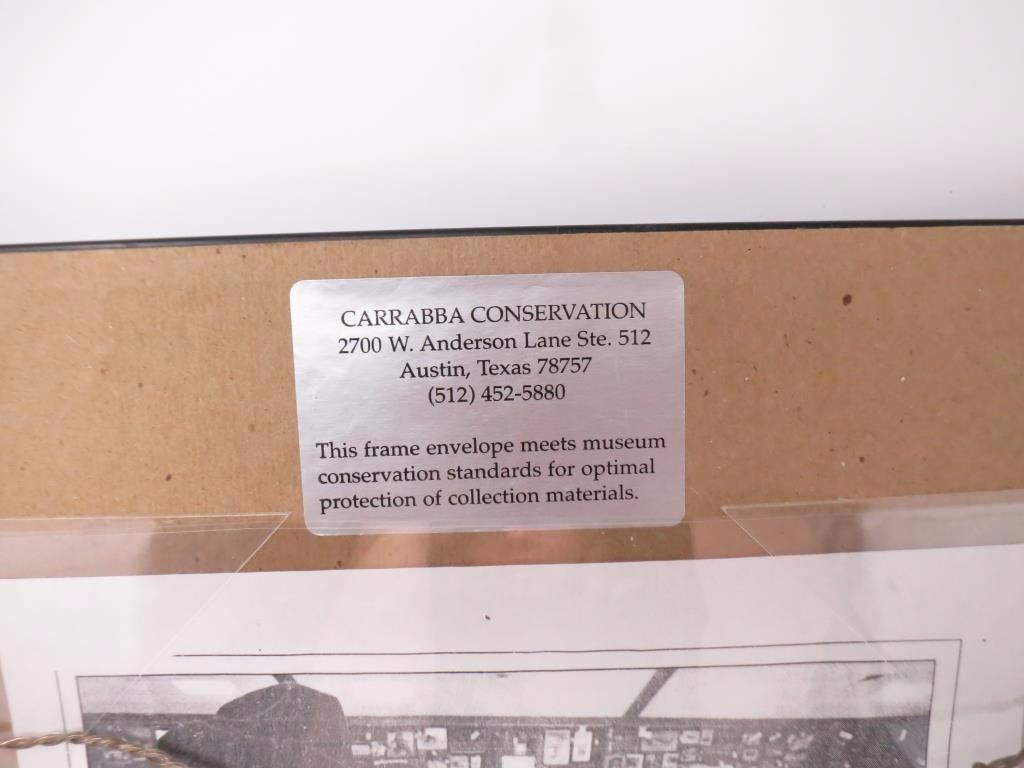 CARRABBA CONSERVATION
2700 W. Anderson Lane Ste. 512
Austin, Texas 78757
(512) 452-5880
This frame envelope meets museum
conservation standards for optimal
protection of collection materials.